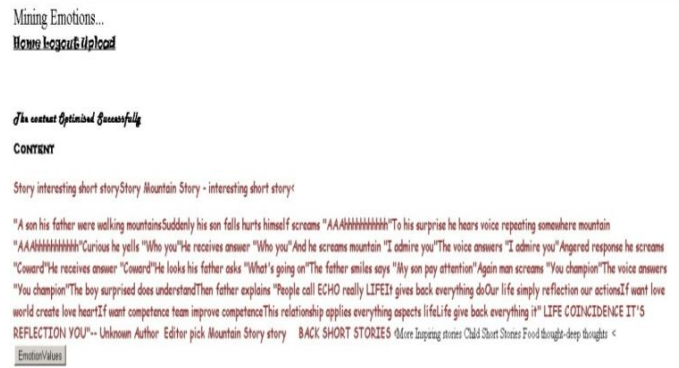 Mining Emotions...
Home Logout Upload
The context Optimised Successfully
CONTENT
Story interesting short storyStory Mountain Story - interesting short story<
"A son his father were walking mountainsSuddenly his son falls hurts himself screams "AAAhhhhhhhhhhh"To his surprise he hears voice repeating somewhere mountain
"AAAhhhhhhhhhhh"Curious he yells "Who you"He receives answer "Who you"And he screams mountain "I admire you"The voice answers "I admire you"Angered response he screams
"Coward"He receives answer "Coward"He looks his father asks "What's going on"The father smiles says "My son pay attention"Again man screams "You champion"The voice answers
"You champion"The boy surprised does understandThen father explains "People call ECHO really LIFEIt gives back everything doOur life simply reflection our actionsIf want love
world create love heartIf want competence team improve competenceThis relationship applies everything aspects lifeLife give back everything it" LIFE COINCIDENCE IT'S
REFLECTION YOU"-- Unknown Author Editor pick Mountain Story story BACK SHORT STORIES <More Inspiring stories Child Short Stories Food thought-deep thoughts <
EmotionValues